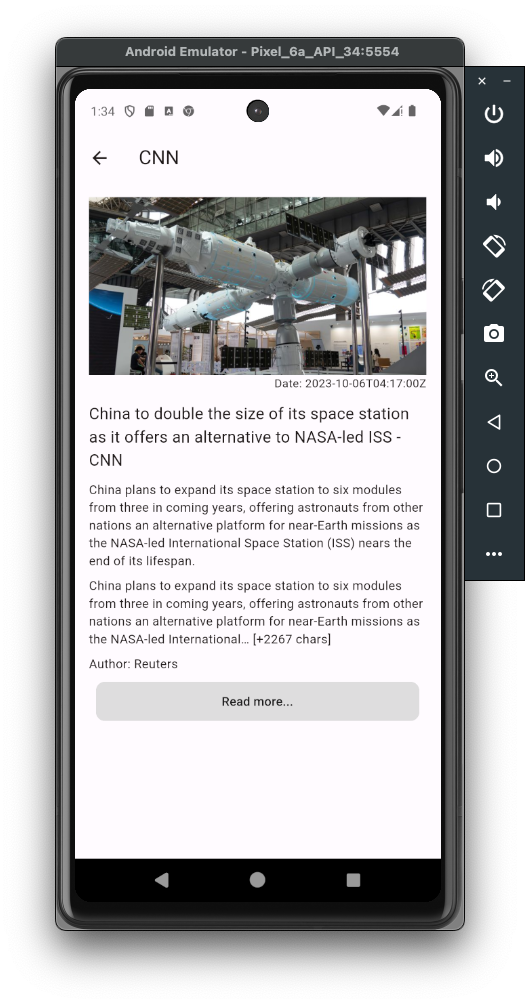 Android Emulator - Pixel_6a_API_34:5554
1:34
CNN
Date: 2023-10-06T04:17:00Z
China to double the size of its space station
as it offers an alternative to NASA-led ISS -
CNN
China plans to expand its space station to six modules
from three in coming years, offering astronauts from other
nations an alternative platform for near-Earth missions as
the NASA-led International Space Station (ISS) nears the
end of its lifespan.
China plans to expand its space station to six modules
from three in coming years, offering astronauts from other
nations an alternative platform for near-Earth missions as
the NASA-led International… [+2267 chars]
Author: Reuters
Read more...